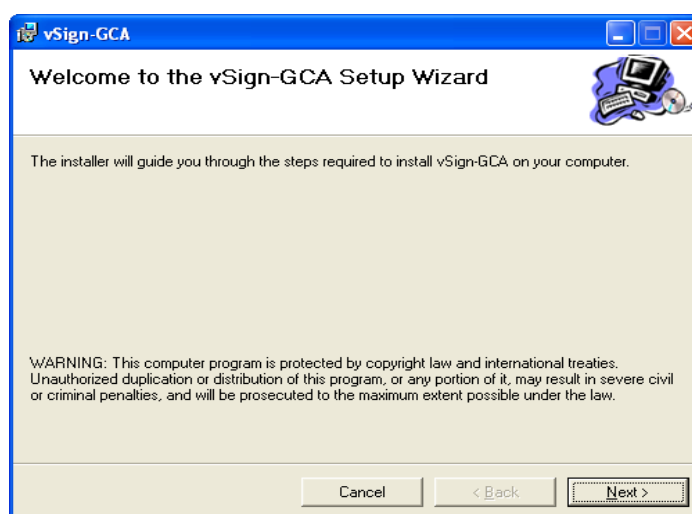 vSign-GCA
Welcome to the vSign-GCA Setup Wizard
The installer will guide you through the steps required to install vSign-GCA on your computer.
WARNING: This computer program is protected by copyright law and international treaties.
Unauthorized duplication or distribution of this program, or any portion of it, may result in severe civil
or criminal penalties, and will be prosecuted to the maximum extent possible under the law.
Cancel
< Back
Next >